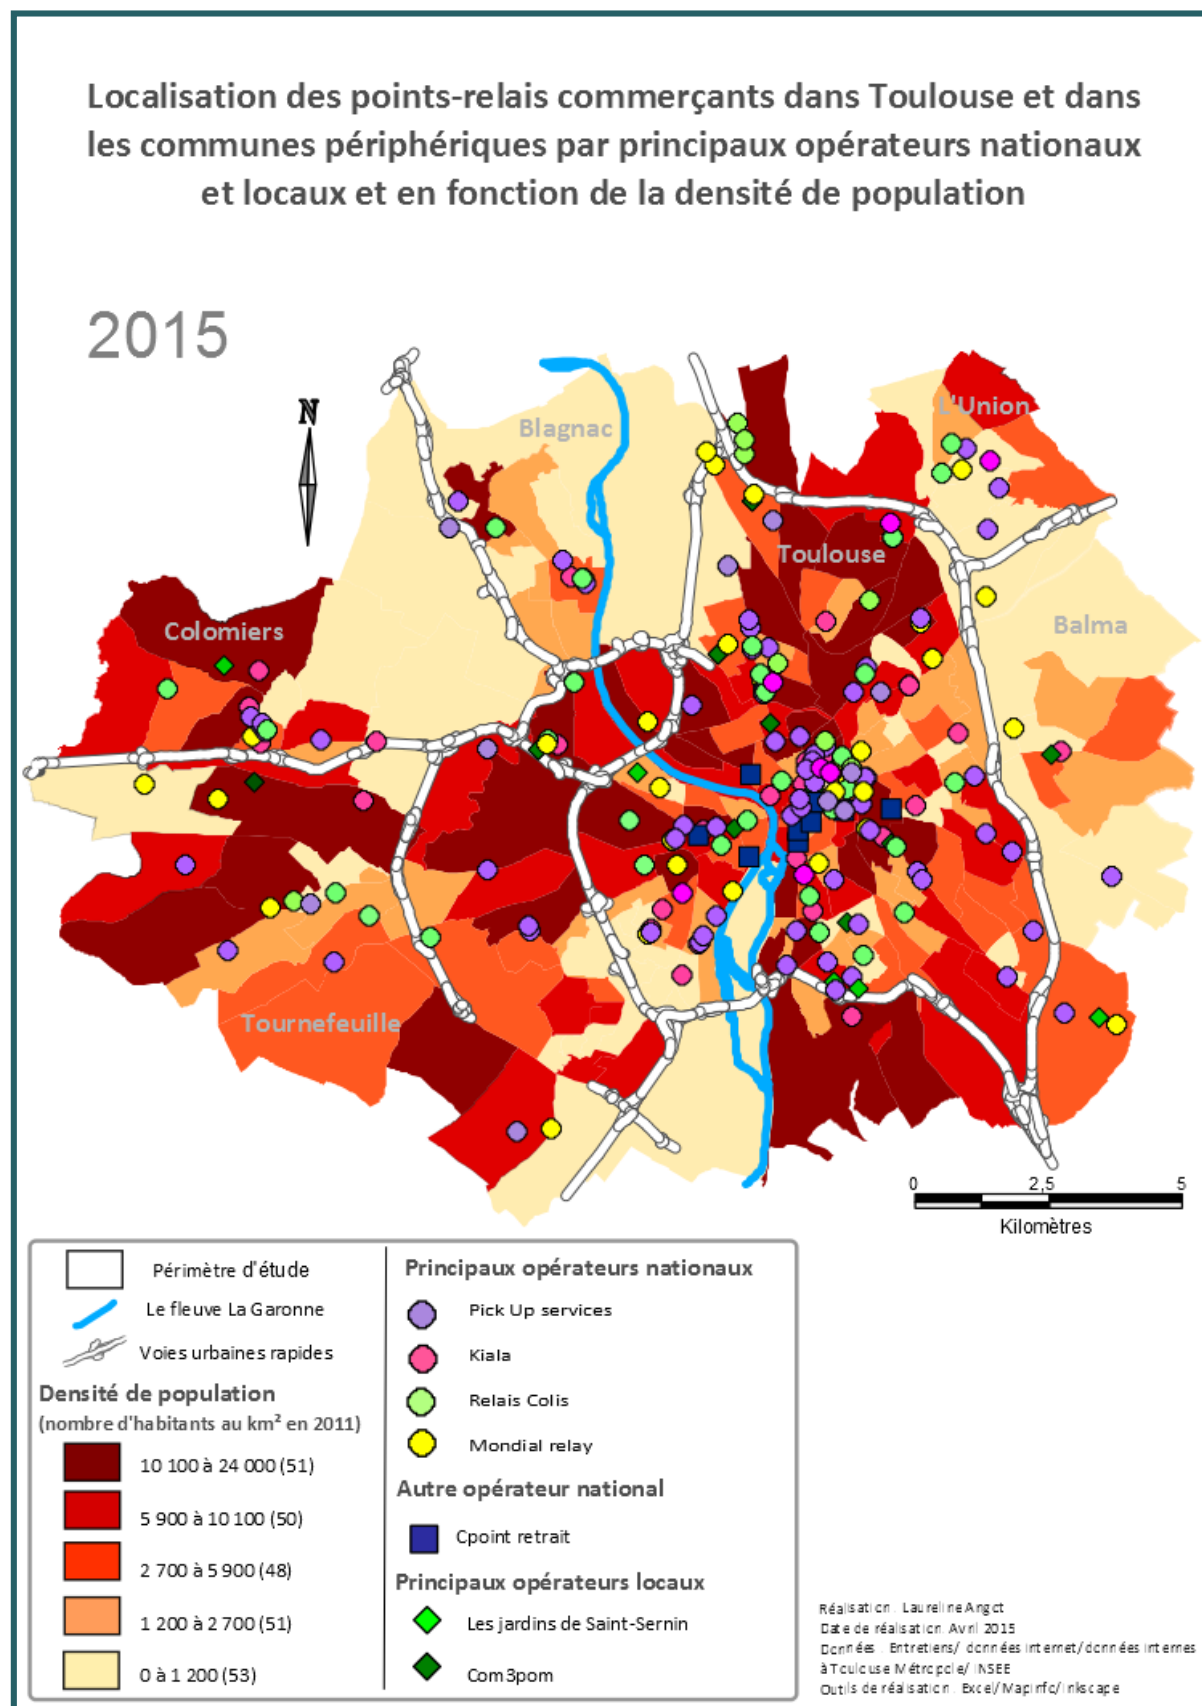 Localisation des points-relais commerçants dans Toulouse et dans
les communes périphériques par principaux opérateurs nationaux
et locaux et en fonction de la densité de population
2015
N
Blagnac
L'Union
Toulouse
Colomiers
Balma
Tournefeuille
0 2,5 5
Kilomètres
Périmètre d'étude
Le fleuve La Garonne
Voies urbaines rapides
Densité de population
(nombre d'habitants au km² en 2011)
10 100 à 24 000 (51)
5 900 à 10 100 (50)
2 700 à 5 900 (48)
1 200 à 2 700 (51)
0 à 1 200 (53)
Principaux opérateurs nationaux
Pick Up services
Kiala
Relais Colis
Mondial relay
Autre opérateur national
Cpoint retrait
Principaux opérateurs locaux
Les jardins de Saint-Sernin
Com3pom
Réalisation : Laureline Angot
Date de réalisation : Avril 2015
Données : Entretiens/ données internet/données internes
à Toulouse Métropole/ INSEE
Outils de réalisation : Excel/Mapinfo/Inkscape